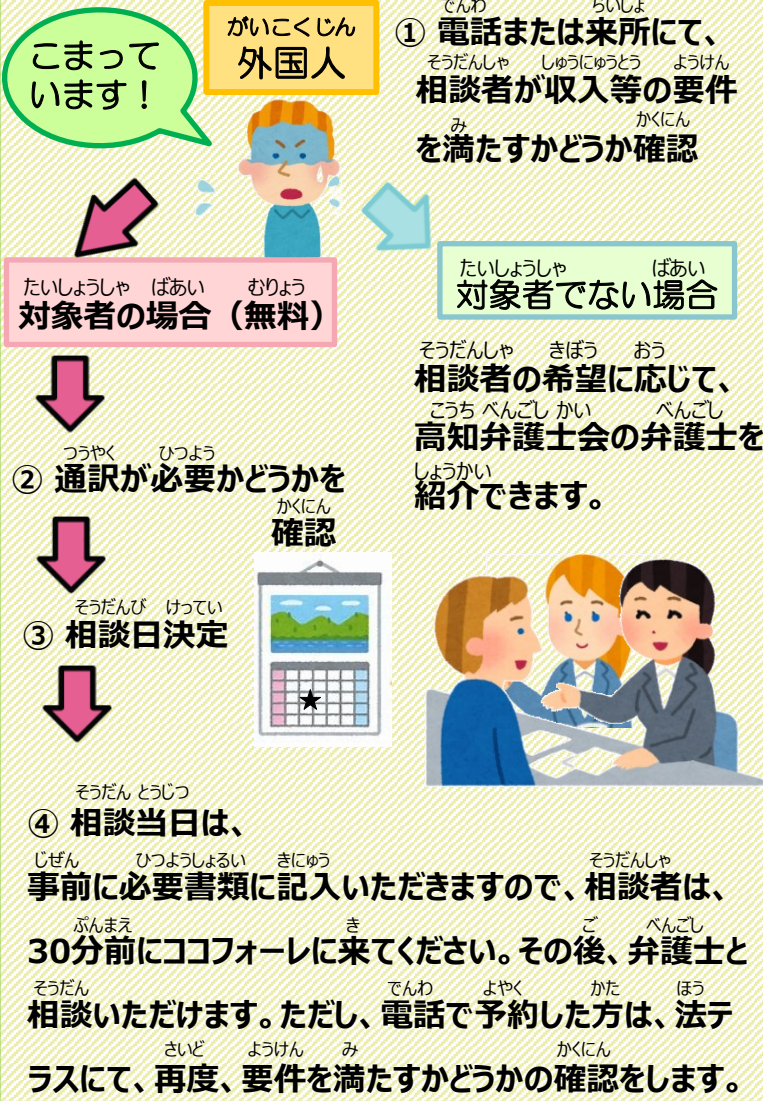 こまって
います！
がいこくじん
外国人
でんわ らいしょ
① 電話または来所にて、
そうだんしゃ しゅうにゅうとう ようけん
相談者が収入等の要件
み かくにん
を満たすかどうか確認
たいしょうしゃ ばあい むりょう
対象者の場合（無料）
たいしょうしゃ ばあい
対象者でない場合
そうだんしゃ きぼう おう
相談者の希望に応じて、
こうち べんごし かい べんごし
高知弁護士会の弁護士を
しょうかい
紹介できます。
つうやく ひつよう
② 通訳が必要かどうかを
かくにん
確認
そうだんび けってい
③ 相談日決定
そうだん とうじつ
④ 相談当日は、
じぜん ひつようしょるい きにゅう そうだんしゃ
事前に必要書類に記入いただきますので、相談者は、
ぷんまえ き ご べんごし
30分前にココフォーレに来てください。その後、弁護士と
そうだん でんわ よやく かた ほう
相談いただけます。ただし、電話で予約した方は、法テ
さいど ようけん み かくにん
ラスにて、再度、要件を満たすかどうかの確認をします。